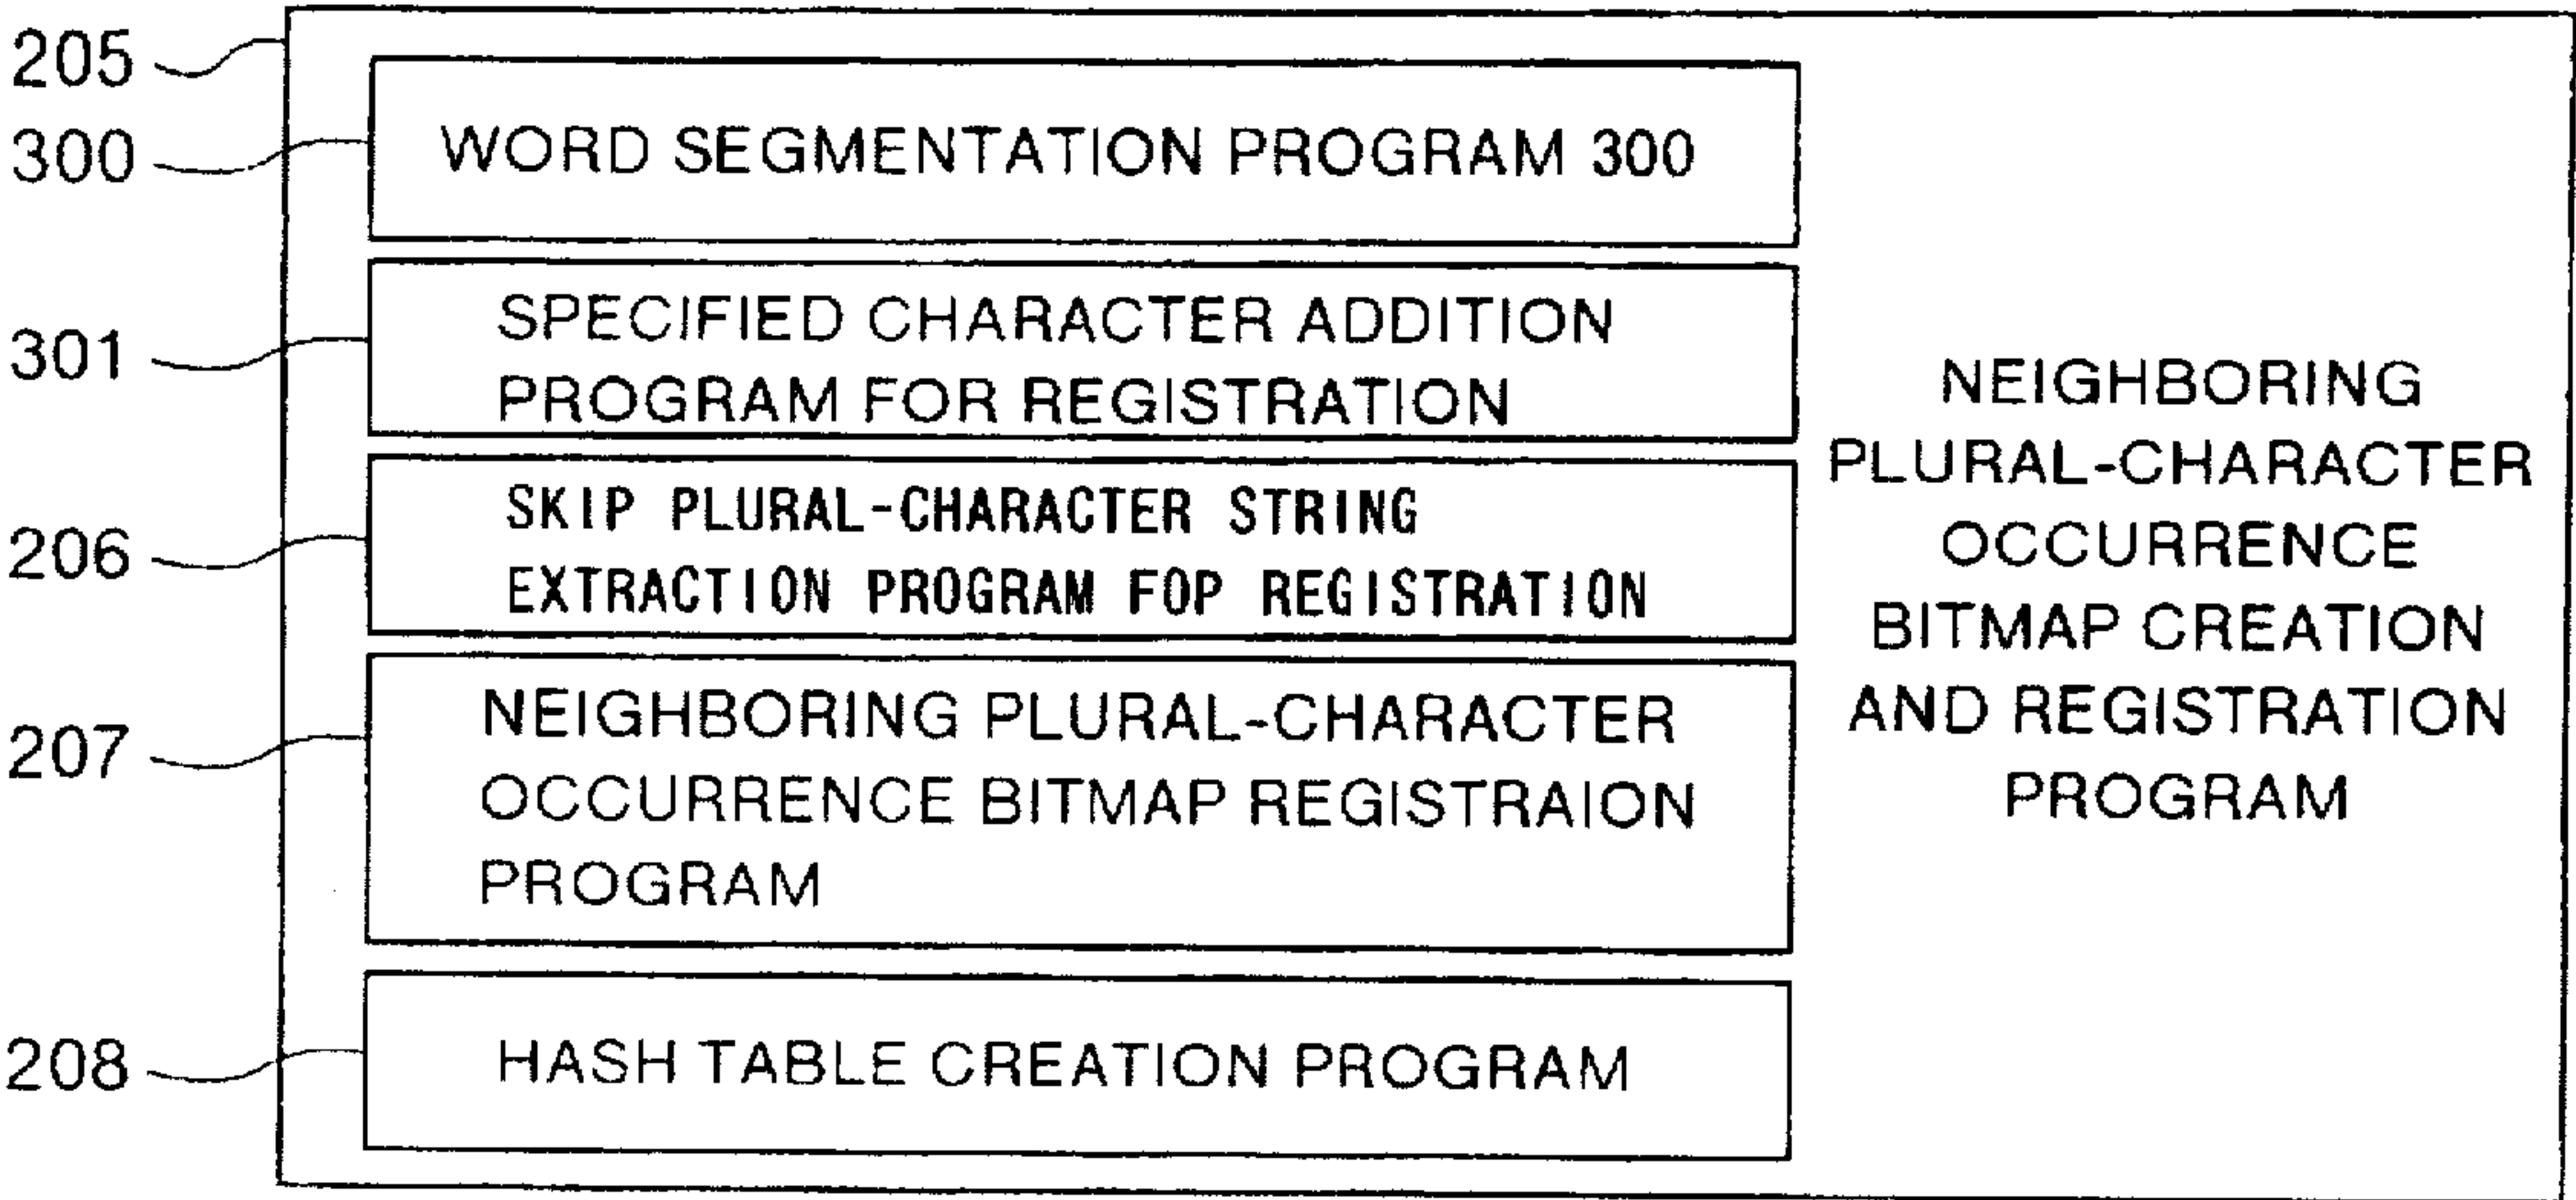 205
300
WORD SEGMENTATION PROGRAM 300
301
SPECIFIED CHARACTER ADDITION
PROGRAM FOR REGISTRATION
206
SKIP PLURAL-CHARACTER STRING
EXTRACTION PROGRAM FOP REGISTRATION
207
NEIGHBORING PLURAL-CHARACTER
OCCURRENCE BITMAP REGISTRAION
PROGRAM
208
HASH TABLE CREATION PROGRAM
NEIGHBORING
PLURAL-CHARACTER
OCCURRENCE
BITMAP CREATION
AND REGISTRATION
PROGRAM